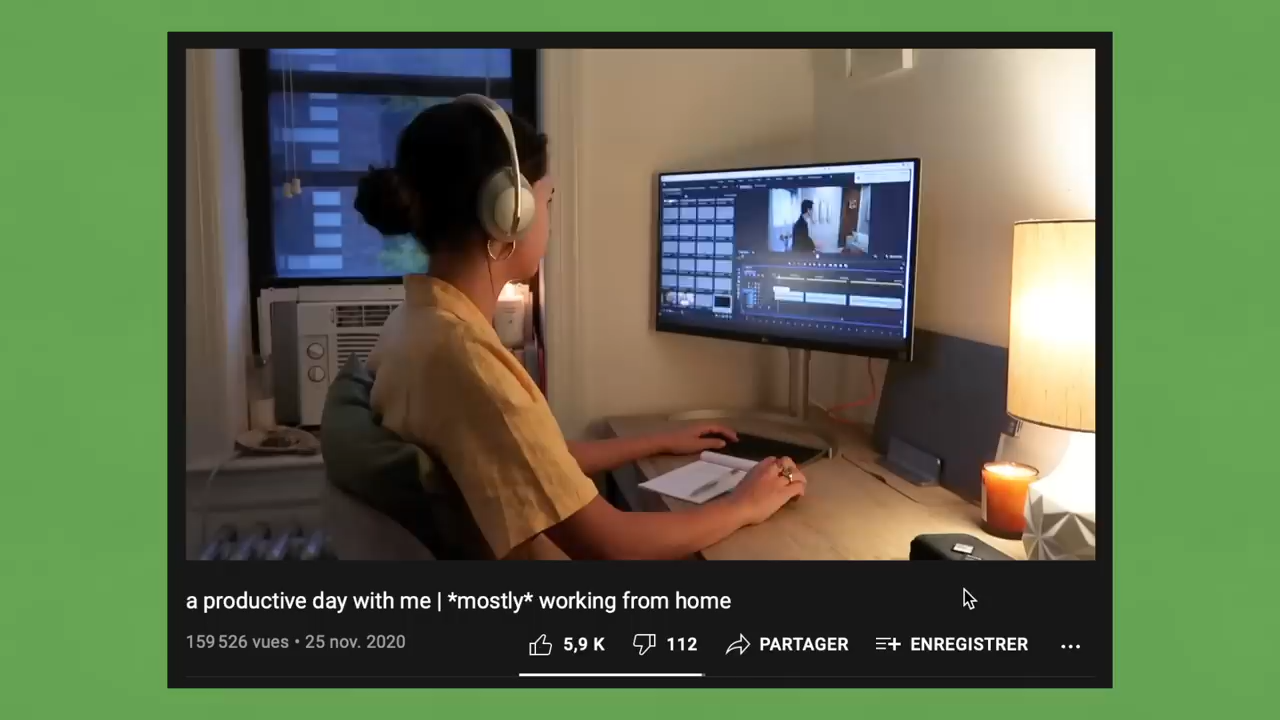 a productive day with me | *mostly* working from home
159 526 vues • 25 nov. 2020
5,9 K
112
PARTAGER
ENREGISTRER